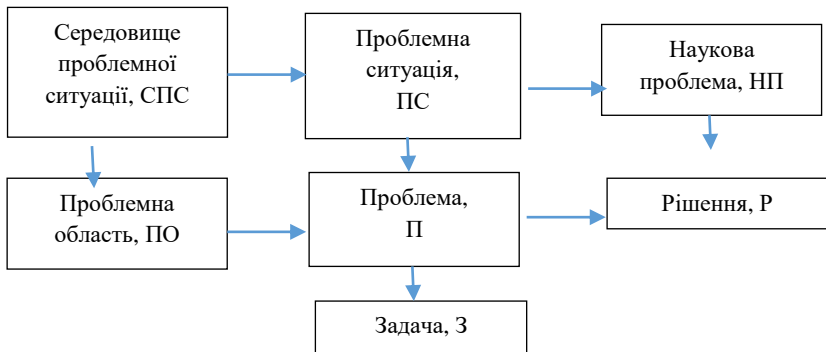 Середовище
проблемної
ситуації, СПС
Проблемна
ситуація,
ПС
Наукова
проблема, НП
Проблемна
область, ПО
Проблема,
П
Рішення, Р
Задача, З